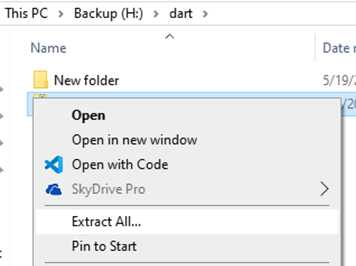 This PC > Backup (H:) > dart >
Name Date r
New folder 5/19/2
/20
Open
Open in new window
Open with Code
SkyDrive Pro >
Extract All...
Pin to Start